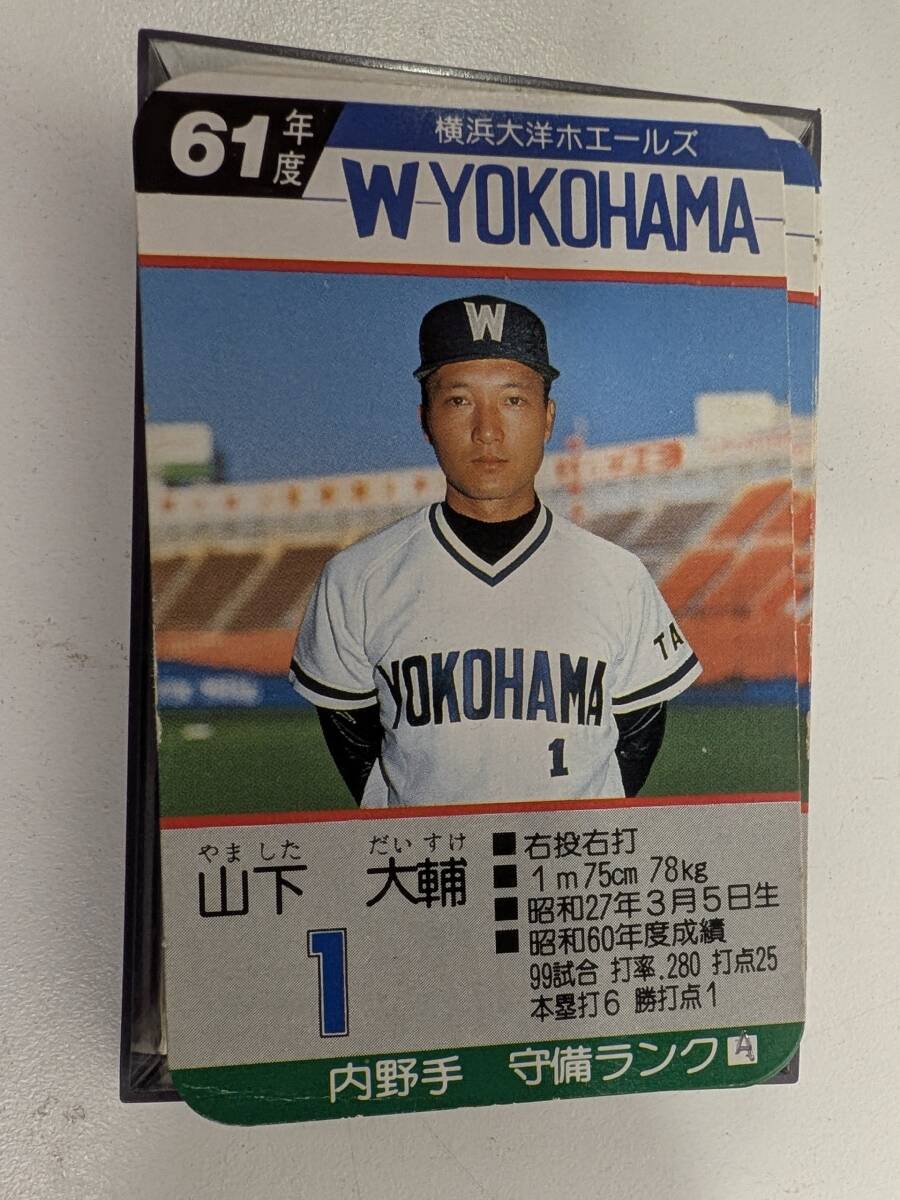 61年度
横浜大洋ホエールズ
W YOKOHAMA
W
TA
YOKOHAMA
1
やました だいすけ
山下 大輔
1
■右投右打
■1m75cm 78kg
■昭和27年3月5日生
■昭和60年度成績
99試合 打率.280 打点25
本塁打6 勝打点1
内野手 守備ランクA